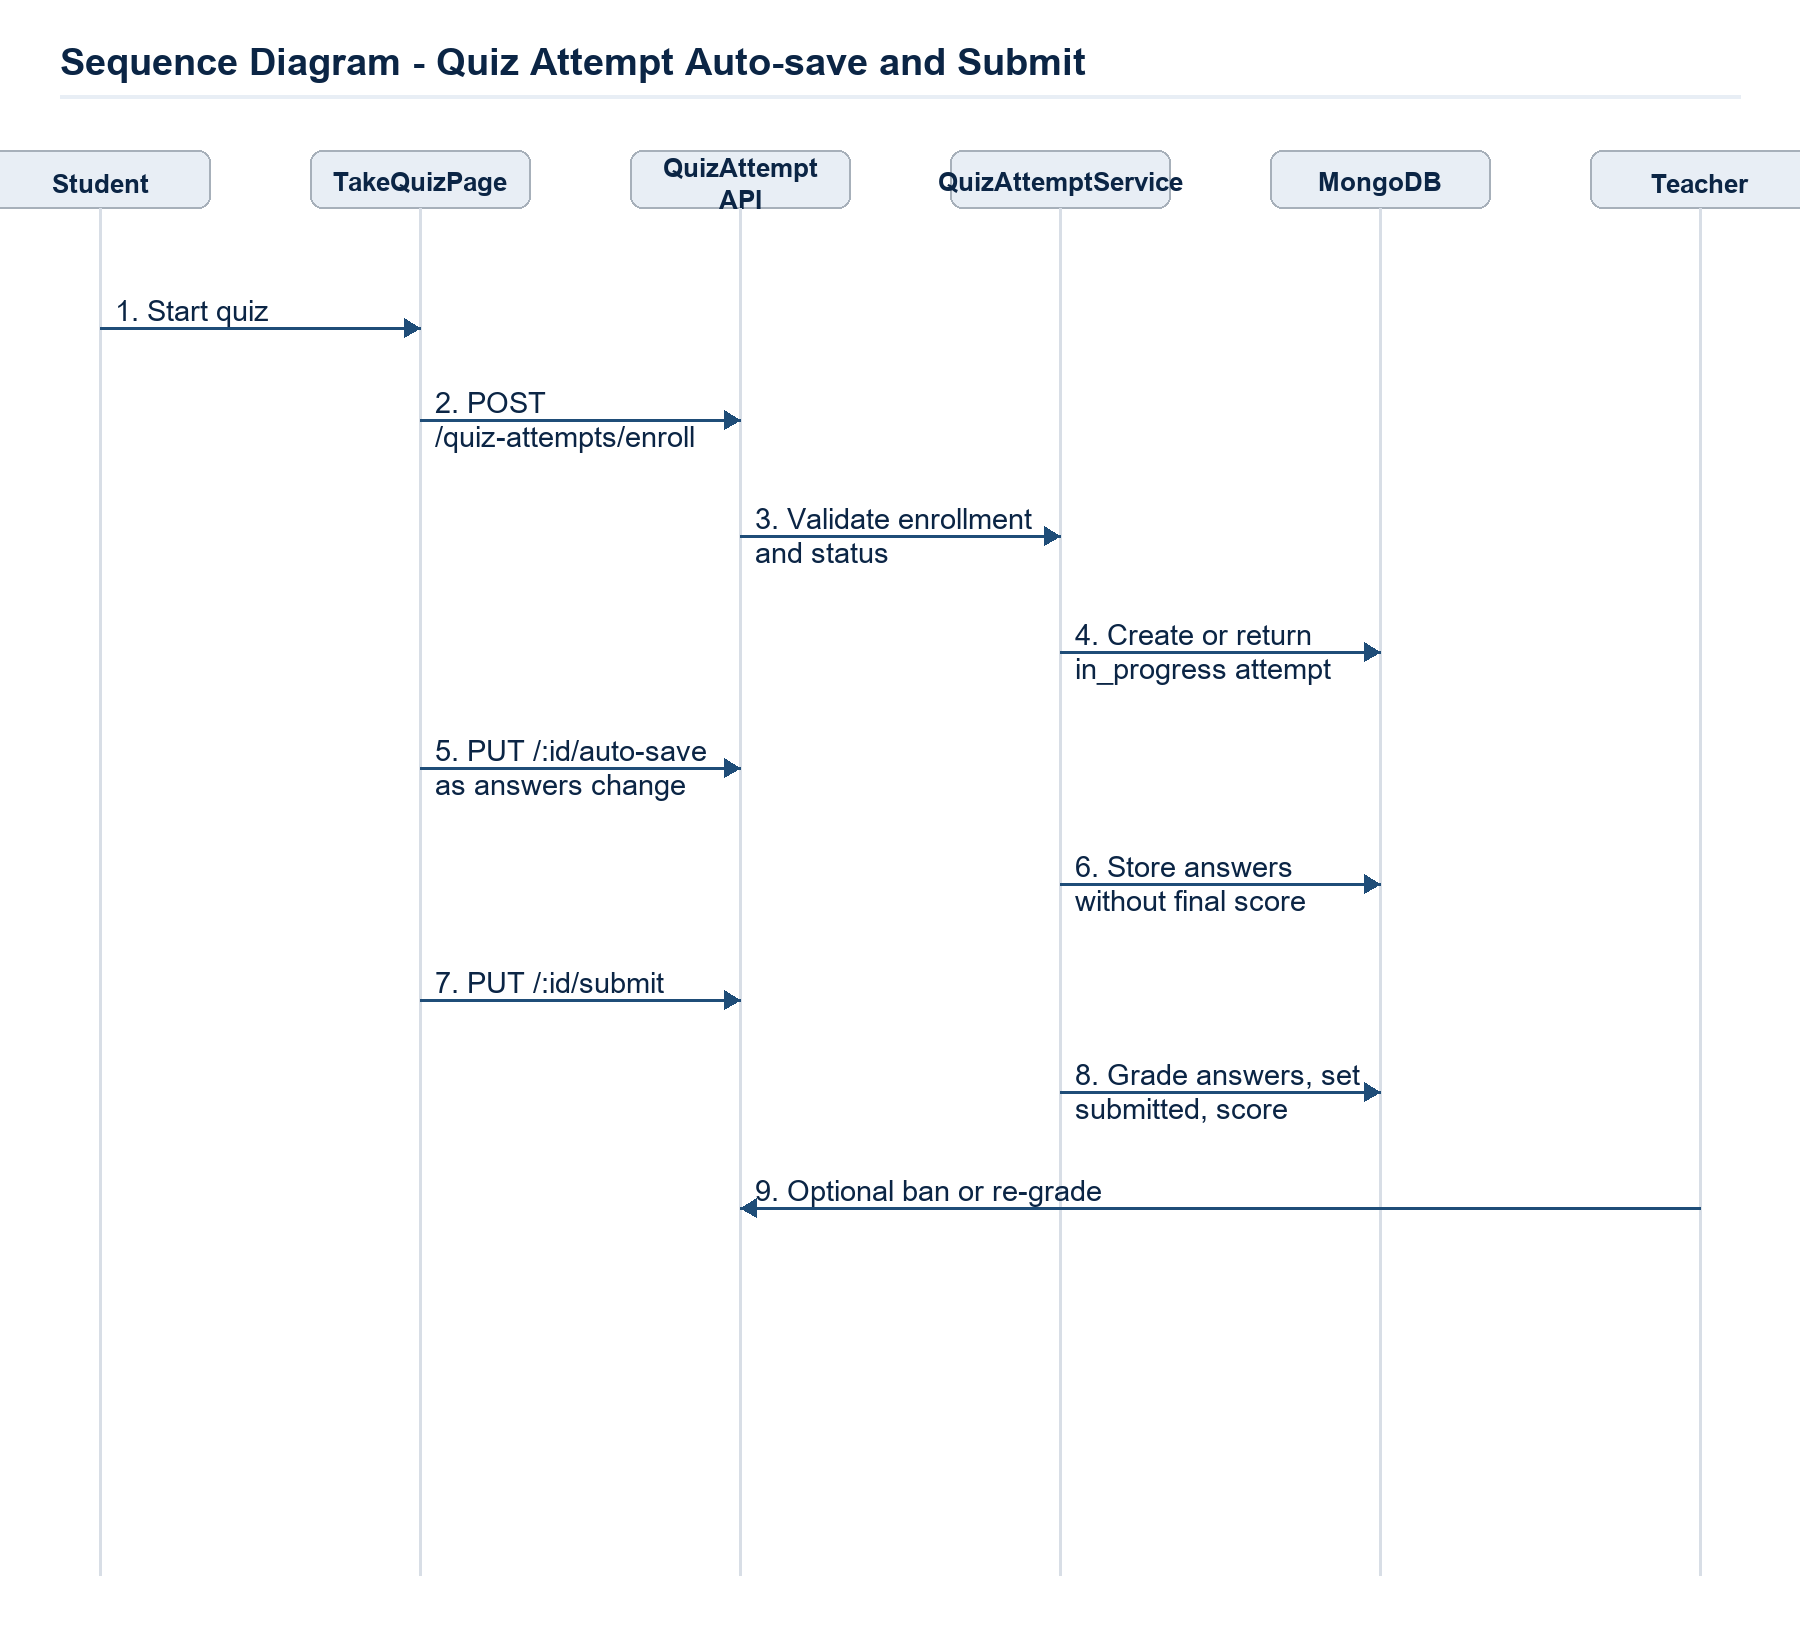 Sequence Diagram - Quiz Attempt Auto-save and Submit
Student
TakeQuizPage
QuizAttempt
API
QuizAttemptService
MongoDB
Teacher
1. Start quiz
2. POST
/quiz-attempts/enroll
3. Validate enrollment
and status
4. Create or return
in_progress attempt
5. PUT /:id/auto-save
as answers change
6. Store answers
without final score
7. PUT /:id/submit
8. Grade answers, set
submitted, score
9. Optional ban or re-grade